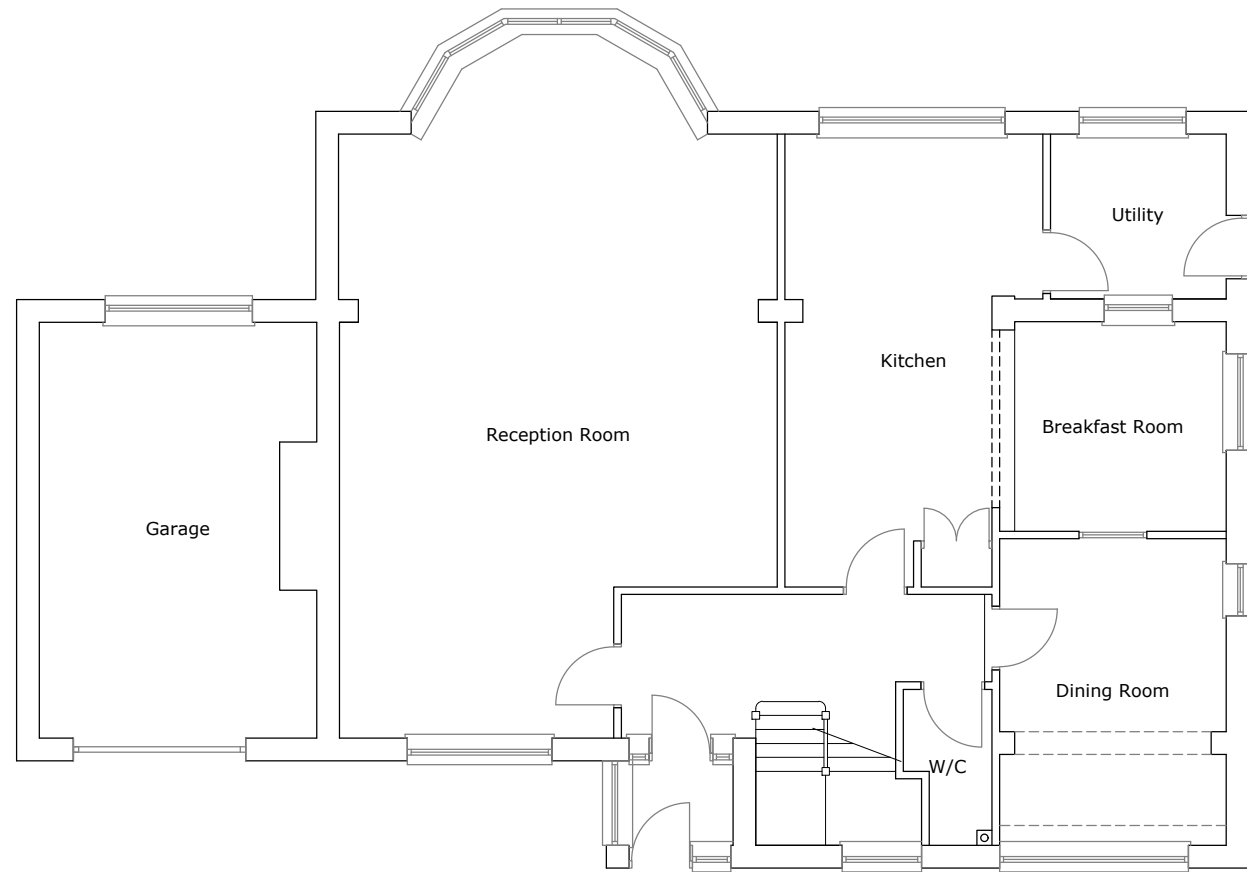 Utility
Kitchen
Breakfast Room
Reception Room
Garage
Dining Room
W/C